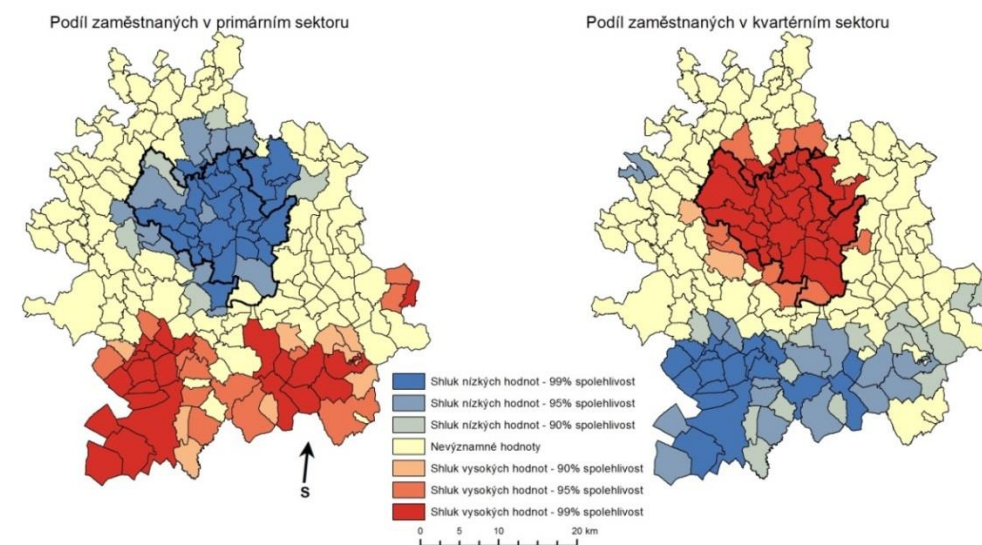 Podíl zaměstnaných v primárním sektoru
Podíl zaměstnaných v kvartérním sektoru
Shluk nízkých hodnot - 99% spolehlivost
Shluk nízkých hodnot - 95% spolehlivost
Shluk nízkých hodnot - 90% spolehlivost
Nevýznamné hodnoty
Shluk vysokých hodnot - 90% spolehlivost
Shluk vysokých hodnot - 95% spolehlivost
Shluk vysokých hodnot - 99% spolehlivost
S
0 5 10 20 km